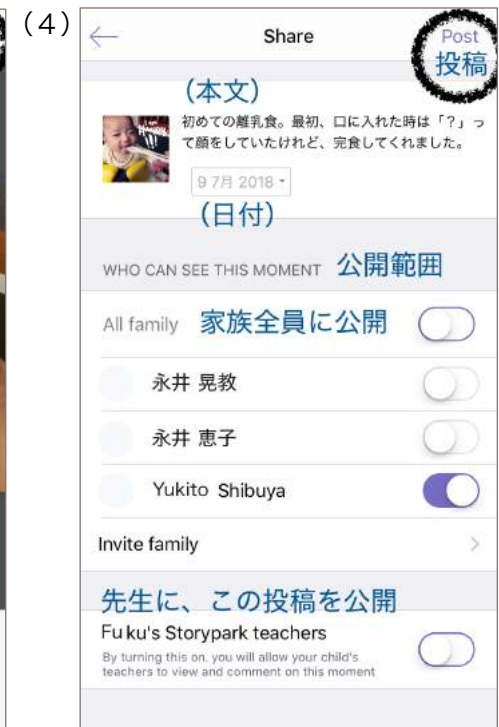 (4)
Share
Post
投稿
(本文)
初めての離乳食。最初、口に入れた時は「？」っ
て顔をしていたけれど、完食してくれました。
9 7月 2018
(日付)
WHO CAN SEE THIS MOMENT 公開範囲
All family 家族全員に公開
永井 晃教
永井 恵子
Yukito Shibuya
Invite family
先生に、この投稿を公開
Fuku's Storypark teachers
By turning this on, you will allow your child's
teachers to view and comment on this moment